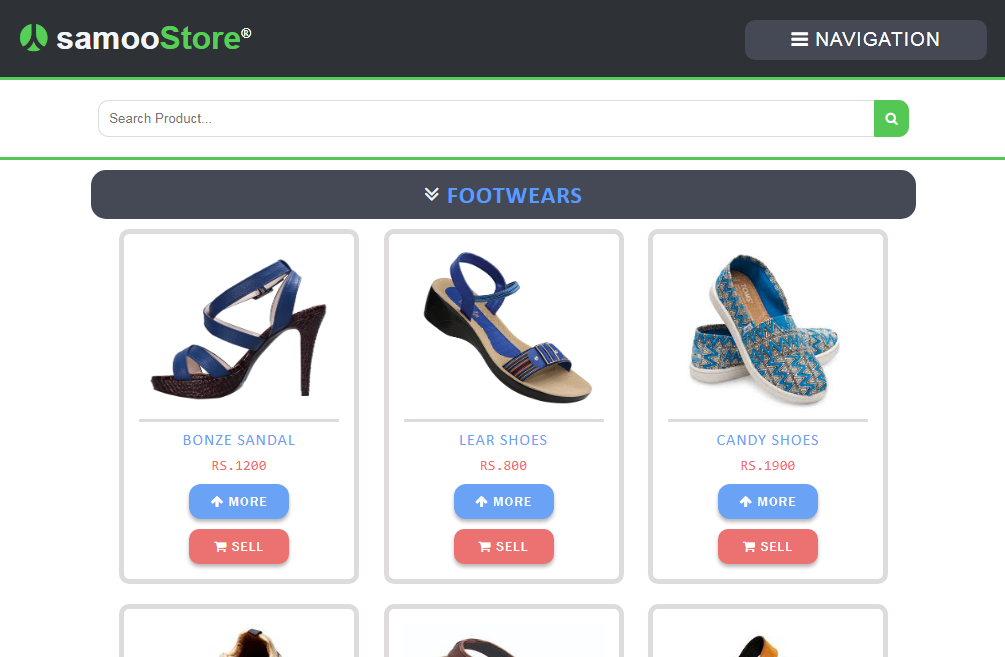 samooStore®
NAVIGATION
Search Product...
FOOTWEARS
BONZE SANDAL
RS.1200
MORE
SELL
LEAR SHOES
RS.800
MORE
SELL
CANDY SHOES
RS.1900
MORE
SELL